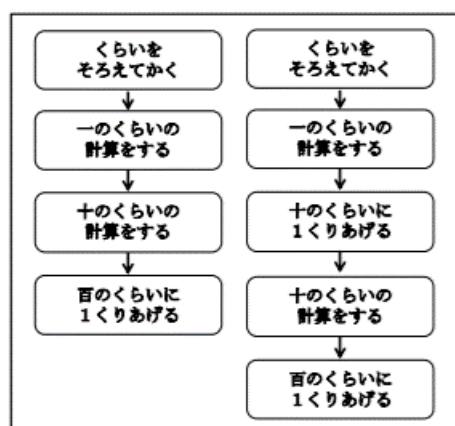 くらいを
そろえてかく
一のくらいの
計算をする
十のくらいの
計算をする
百のくらいに
１くりあげる
くらいを
そろえてかく
一のくらいの
計算をする
十のくらいに
１くりあげる
十のくらいの
計算をする
百のくらいに
１くりあげる